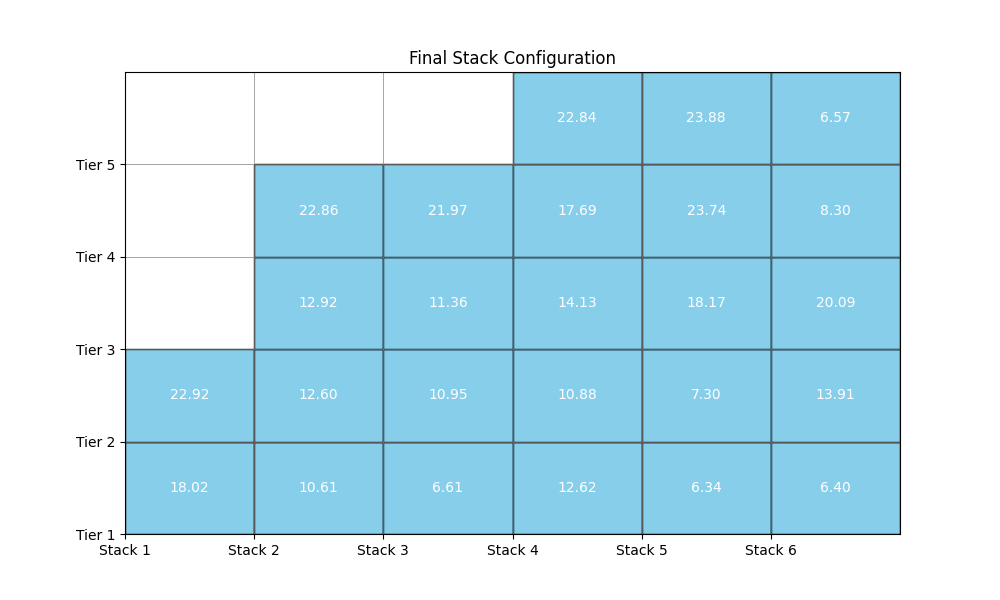 Final Stack Configuration
22.84 23.88 6.57
Tier 5
22.86 21.97 17.69 23.74 8.30
Tier 4
12.92 11.36 14.13 18.17 20.09
Tier 3
22.92 12.60 10.95 10.88 7.30 13.91
Tier 2
18.02 10.61 6.61 12.62 6.34 6.40
Tier 1
Stack 1 Stack 2 Stack 3 Stack 4 Stack 5 Stack 6